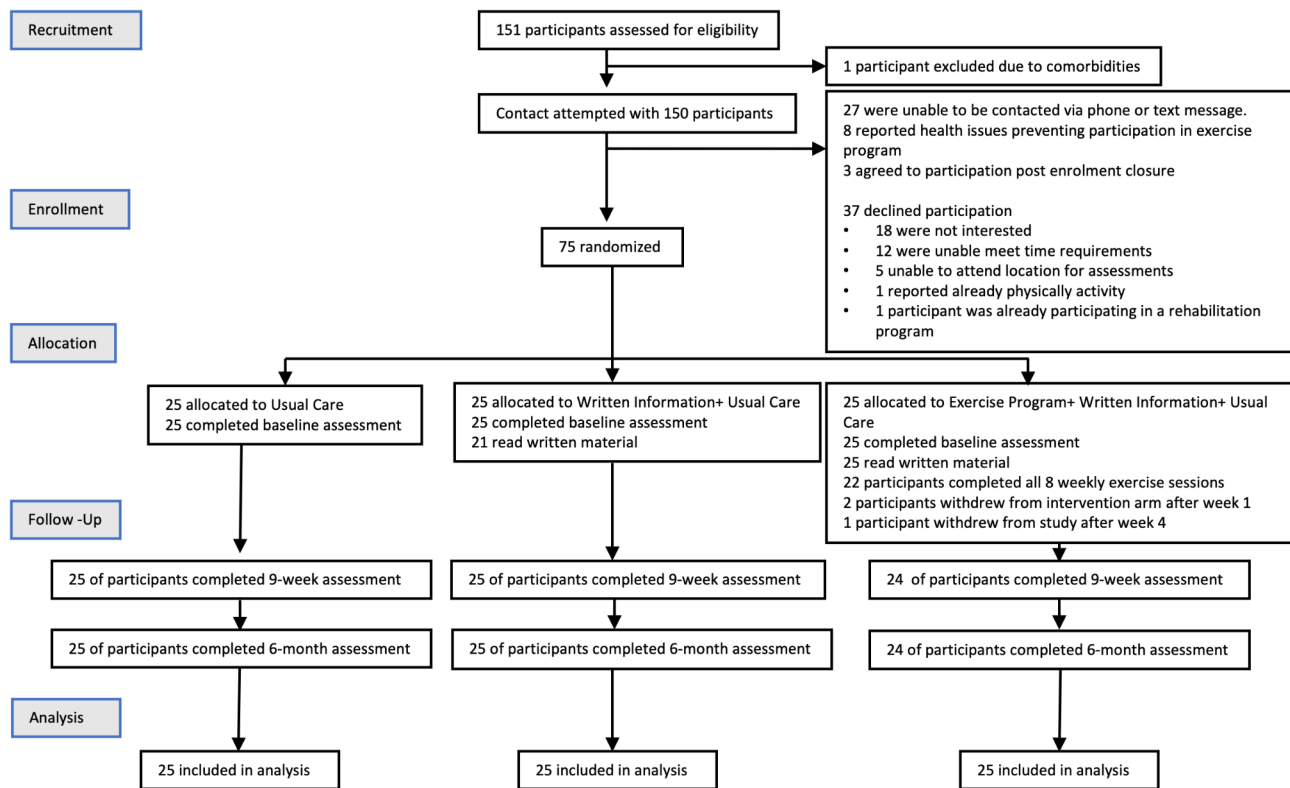 Recruitment
151 participants assessed for eligibility
1 participant excluded due to comorbidities
Contact attempted with 150 participants
27 were unable to be contacted via phone or text message.
8 reported health issues preventing participation in exercise
program
3 agreed to participation post enrolment closure
37 declined participation
• 18 were not interested
• 12 were unable meet time requirements
• 5 unable to attend location for assessments
• 1 reported already physically activity
• 1 participant was already participating in a rehabilitation
program
Enrollment
75 randomized
Allocation
25 allocated to Usual Care
25 completed baseline assessment
25 allocated to Written Information+ Usual Care
25 completed baseline assessment
21 read written material
25 allocated to Exercise Program+ Written Information+ Usual
Care
25 completed baseline assessment
25 read written material
22 participants completed all 8 weekly exercise sessions
2 participants withdrew from intervention arm after week 1
1 participant withdrew from study after week 4
Follow -Up
25 of participants completed 9-week assessment
25 of participants completed 9-week assessment
24 of participants completed 9-week assessment
25 of participants completed 6-month assessment
25 of participants completed 6-month assessment
24 of participants completed 6-month assessment
Analysis
25 included in analysis
25 included in analysis
25 included in analysis